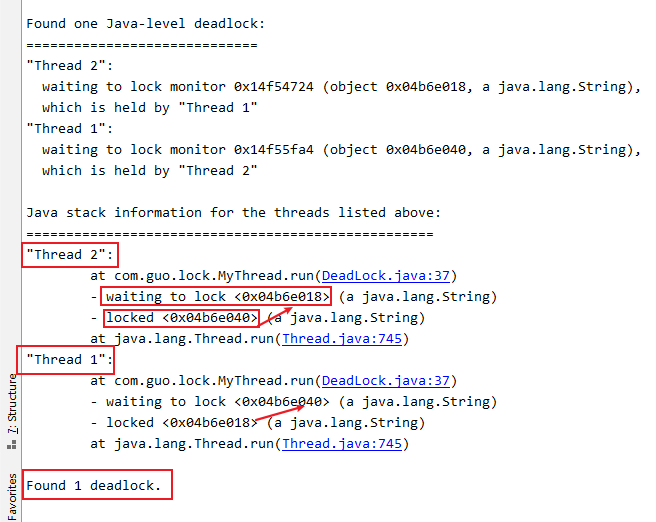 Found one Java-level deadlock:
=============================
"Thread 2":
  waiting to lock monitor 0x14f54724 (object 0x04b6e018, a java.lang.String),
  which is held by "Thread 1"
"Thread 1":
  waiting to lock monitor 0x14f55fa4 (object 0x04b6e040, a java.lang.String),
  which is held by "Thread 2"

Java stack information for the threads listed above:
===================================================
"Thread 2":
        at com.guo.lock.MyThread.run(DeadLock.java:37)
        - waiting to lock <0x04b6e018> (a java.lang.String)
        - locked <0x04b6e040> (a java.lang.String)
        at java.lang.Thread.run(Thread.java:745)
"Thread 1":
        at com.guo.lock.MyThread.run(DeadLock.java:37)
        - waiting to lock <0x04b6e040> (a java.lang.String)
        - locked <0x04b6e018> (a java.lang.String)
        at java.lang.Thread.run(Thread.java:745)

Found 1 deadlock.
7: Structure
Favorites